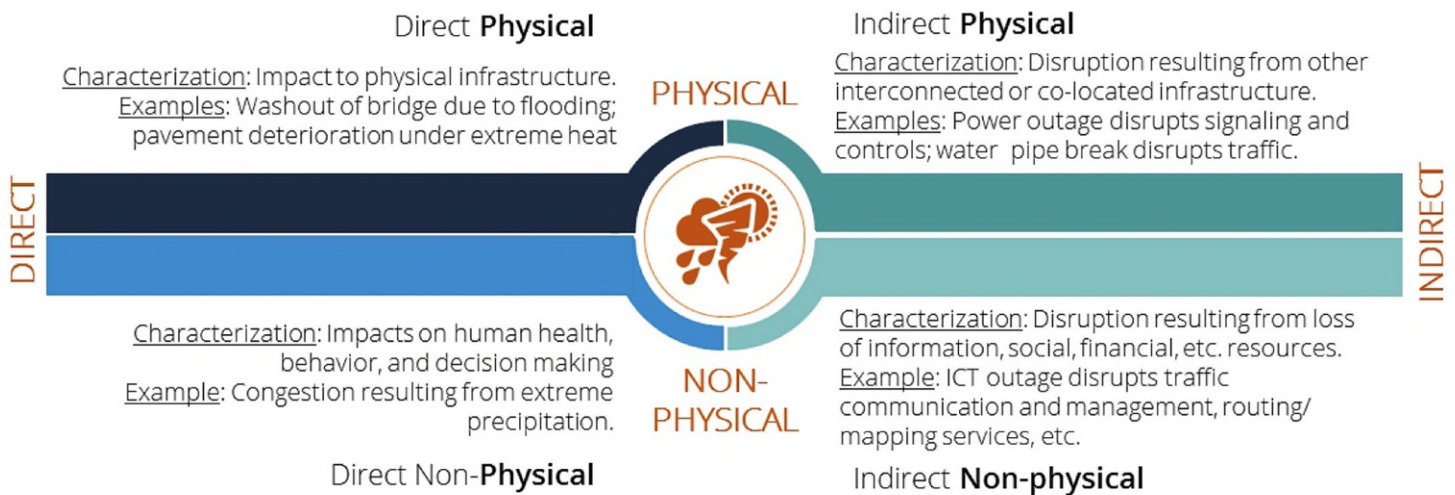 Direct Physical
Characterization: Impact to physical infrastructure.
Examples: Washout of bridge due to flooding;
pavement deterioration under extreme heat
PHYSICAL
Indirect Physical
Characterization: Disruption resulting from other
interconnected or co-located infrastructure.
Examples: Power outage disrupts signaling and
controls; water pipe break disrupts traffic.
DIRECT
INDIRECT
Characterization: Impacts on human health,
behavior, and decision making
Example: Congestion resulting from extreme
precipitation.
Direct Non-Physical
NON-
PHYSICAL
Characterization: Disruption resulting from loss
of information, social, financial, etc. resources.
Example: ICT outage disrupts traffic
communication and management, routing/
mapping services, etc.
Indirect Non-physical